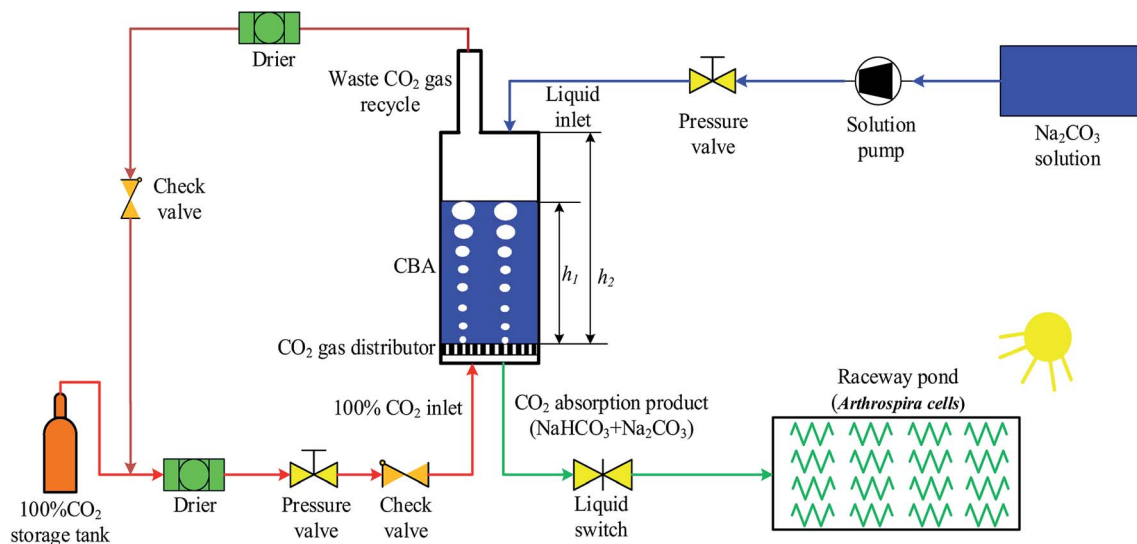 Drier
Waste CO₂ gas
recycle
Liquid
inlet
Pressure
valve
Solution
pump
Na₂CO₃
solution
Check
valve
CBA
h₁
h₂
CO₂ gas distributor
100% CO₂ inlet
CO₂ absorption product
(NaHCO₃+Na₂CO₃)
Raceway pond
(Arthrospira cells)
100%CO₂
storage tank
Drier
Pressure
valve
Check
valve
Liquid
switch